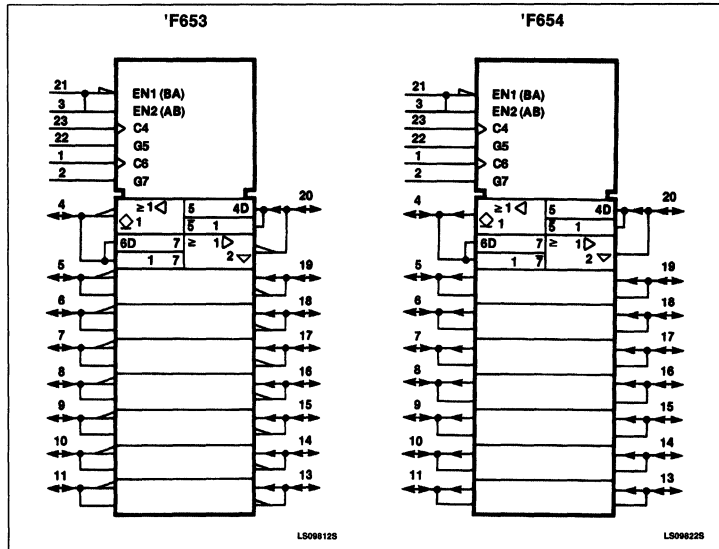 'F653
'F654
21
3
23
22
1
2
EN1 (BA)
EN2 (AB)
C4
G5
C6
G7
≥ 1 ◁
◇ 1
5 4D
5̅ 1
6D 7
1 7̅
≥ 1 ▷
2 ▽
4
5
6
7
8
9
10
11
20
19
18
17
16
15
14
13
LS09812S
21
3
23
22
1
2
EN1 (BA)
EN2 (AB)
C4
G5
C6
G7
≥ 1 ◁
◇ 1
5 4D
5̅ 1
6D 7
1 7̅
≥ 1 ▷
2 ▽
4
5
6
7
8
9
10
11
20
19
18
17
16
15
14
13
LS09822S